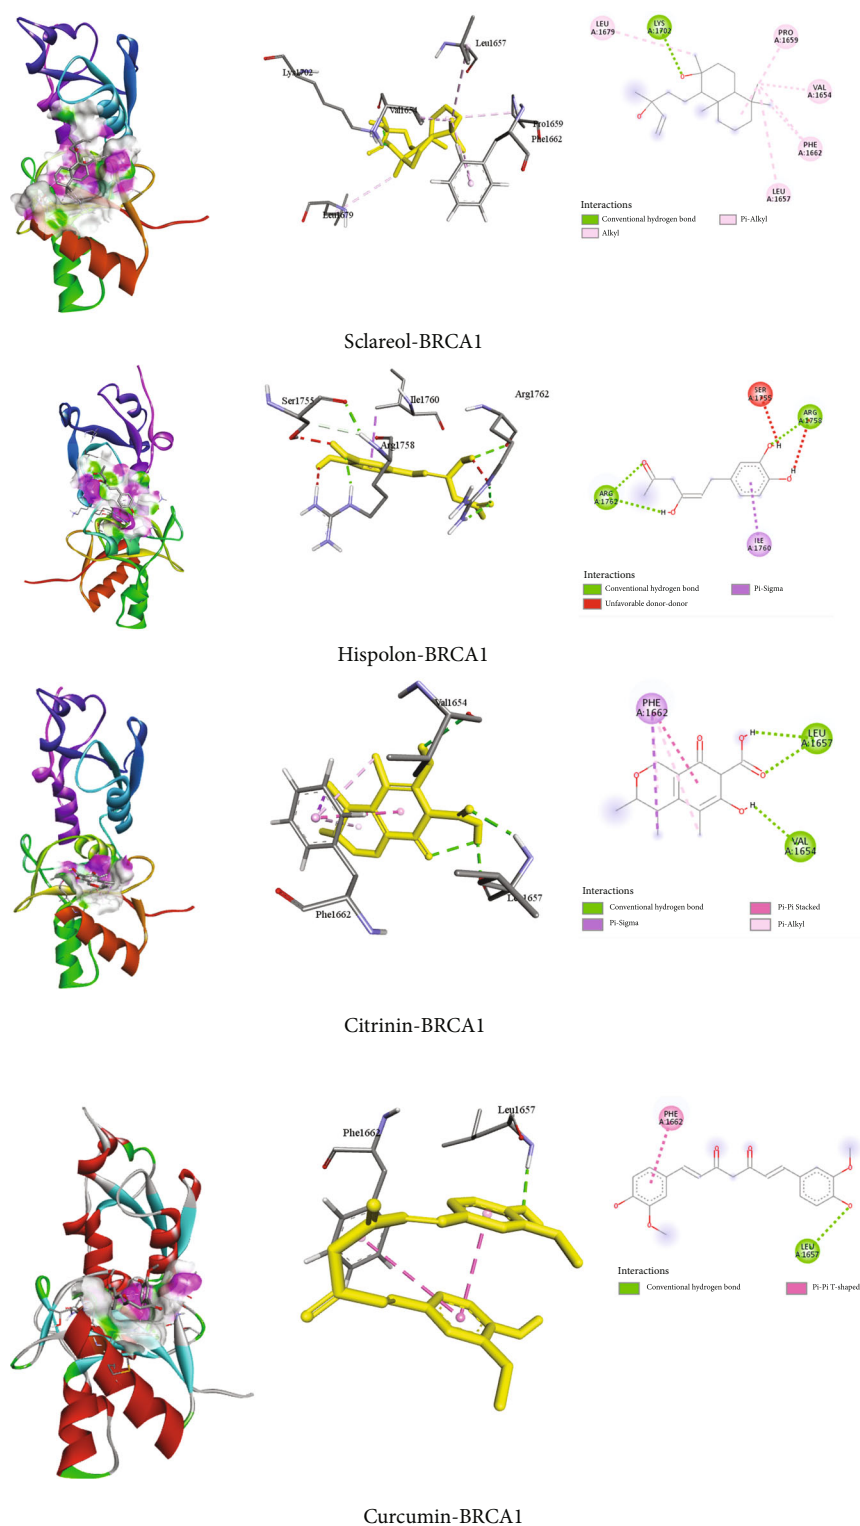 Leu1657
Lys1702
Val1654
Pro1659
Phe1662
Leu1679
LEU
A:1679
LYS
A:1702
PRO
A:1659
VAL
A:1654
PHE
A:1662
LEU
A:1657
Interactions
Conventional hydrogen bond
Pi-Alkyl
Alkyl
Sclareol-BRCA1
Ser1755
Ile1760
Arg1762
Arg1758
SER
A:1755
ARG
A:1758
H
H
ARG
A:1762
H
ILE
A:1760
Interactions
Conventional hydrogen bond
Pi-Sigma
Unfavorable donor-donor
Hispolon-BRCA1
Val1654
Phe1662
Leu1657
PHE
A:1662
H
LEU
A:1657
O
O
O
O
O
H
VAL
A:1654
Interactions
Conventional hydrogen bond
Pi-Pi Stacked
Pi-Sigma
Pi-Alkyl
Citrinin-BRCA1
Phe1662
Leu1657
PHE
A:1662
LEU
A:1657
Interactions
Conventional hydrogen bond
Pi-Pi T-shaped
Curcumin-BRCA1